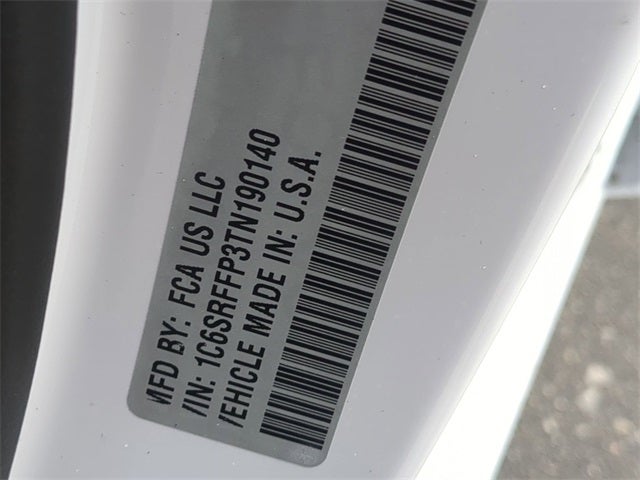 MFD BY: FCA US LLC
VIN: 1C6SRFFP3TN190140
VEHICLE MADE IN: U.S.A.